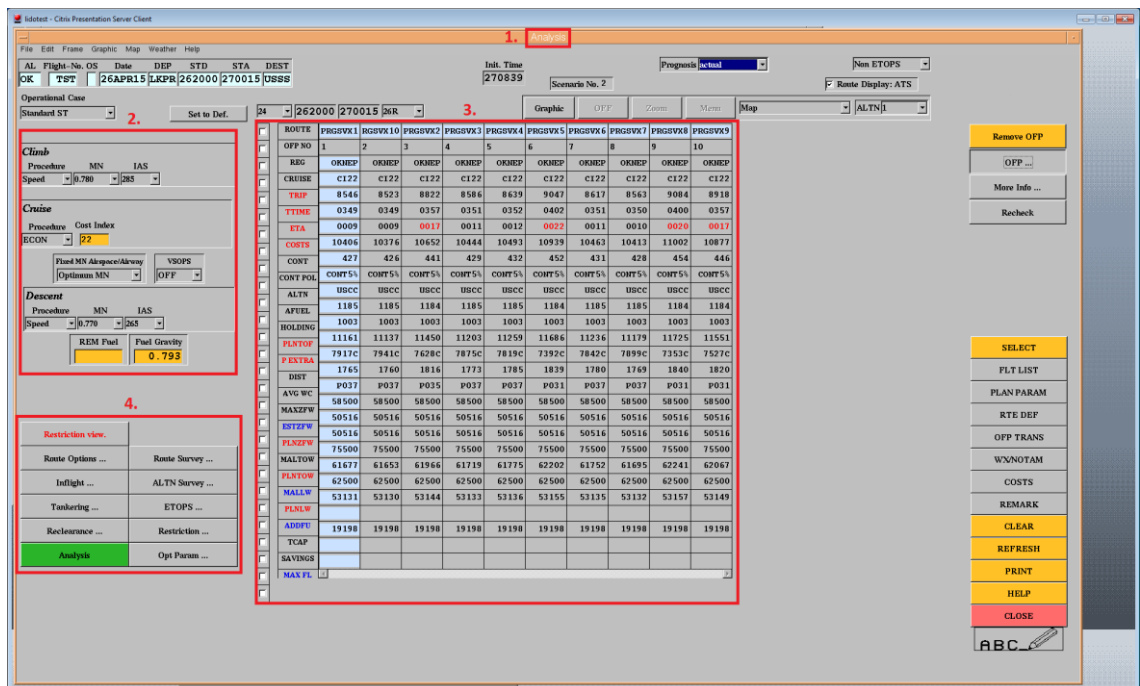 lidotest - Citrix Presentation Server Client
1. Analysis
File Edit Frame Graphic Map Weather Help
AL Flight-No. OS Date DEP STD STA DEST Init. Time Prognosis actual Non ETOPS
OK TST 26APR15 LKPR 262000 270015 USSS 270839 Scenario No. 2 Route Display: ATS
Operational Case
Standard ST 2. Set to Def. 24 262000 270015 26R 3. Graphic OFP Zoom Menu Map ALTN 1
Climb
Procedure MN IAS
Speed 0.780 285
Cruise
Procedure Cost Index
ECON 22
Fixed MN Airspace/Airway VSOPS
Optimum MN OFF
Descent
Procedure MN IAS
Speed 0.770 265
REM Fuel Fuel Gravity
0.793
4.
Restriction view.
Route Options ... Route Survey ...
Inflight ... ALTN Survey ...
Tankering ... ETOPS ...
Reclearance ... Restriction ...
Analysis Opt Param ...
ROUTE PRGSVX1 RGSVX10 PRGSVX2 PRGSVX3 PRGSVX4 PRGSVX5 PRGSVX6 PRGSVX7 PRGSVX8 PRGSVX9
OFP NO 1 2 3 4 5 6 7 8 9 10
REG OKNEP OKNEP OKNEP OKNEP OKNEP OKNEP OKNEP OKNEP OKNEP OKNEP
CRUISE C122 C122 C122 C122 C122 C122 C122 C122 C122 C122
TRIP 8546 8523 8822 8586 8639 9047 8617 8563 9084 8918
TTIME 0349 0349 0357 0351 0352 0402 0351 0350 0400 0357
ETA 0009 0009 0017 0011 0012 0022 0011 0010 0020 0017
COSTS 10406 10376 10652 10444 10493 10939 10463 10413 11002 10877
CONT 427 426 441 429 432 452 431 428 454 446
CONT POL CONT5% CONT5% CONT5% CONT5% CONT5% CONT5% CONT5% CONT5% CONT5% CONT5%
ALTN USCC USCC USCC USCC USCC USCC USCC USCC USCC USCC
AFUEL 1185 1185 1184 1185 1185 1184 1185 1185 1184 1184
HOLDING 1003 1003 1003 1003 1003 1003 1003 1003 1003 1003
PLNTOF 11161 11137 11450 11203 11259 11686 11236 11179 11725 11551
P EXTRA 7917c 7941c 7628c 7875c 7819c 7392c 7842c 7899c 7353c 7527c
DIST 1765 1760 1816 1773 1785 1839 1780 1769 1840 1820
AVG WC P037 P037 P035 P037 P037 P031 P037 P037 P031 P031
MAXZFW 58500 58500 58500 58500 58500 58500 58500 58500 58500 58500
ESTZFW 50516 50516 50516 50516 50516 50516 50516 50516 50516 50516
PLNZFW 50516 50516 50516 50516 50516 50516 50516 50516 50516 50516
MALTOW 75500 75500 75500 75500 75500 75500 75500 75500 75500 75500
PLNTOW 61677 61653 61966 61719 61775 62202 61752 61695 62241 62067
MALLW 62500 62500 62500 62500 62500 62500 62500 62500 62500 62500
PLNLW 53131 53130 53144 53133 53136 53155 53135 53132 53157 53149
ADDFU
TCAP 19198 19198 19198 19198 19198 19198 19198 19198 19198 19198
SAVINGS
MAX FL
Remove OFP
OFP ...
More Info ...
Recheck
SELECT
FLT LIST
PLAN PARAM
RTE DEF
OFP TRANS
WX/NOTAM
COSTS
REMARK
CLEAR
REFRESH
PRINT
HELP
CLOSE
ABC